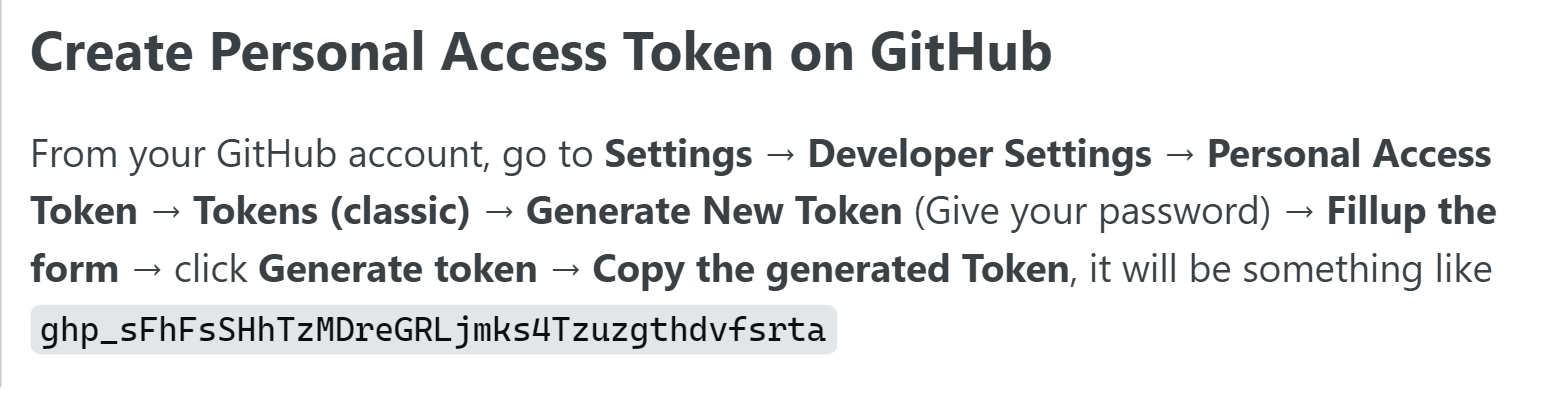 Create Personal Access Token on GitHub
From your GitHub account, go to Settings → Developer Settings → Personal Access
Token → Tokens (classic) → Generate New Token (Give your password) → Fillup the
form → click Generate token → Copy the generated Token, it will be something like
ghp_sFhFsSHhTzMDreGRLjmks4Tzuzgthdvfsrta